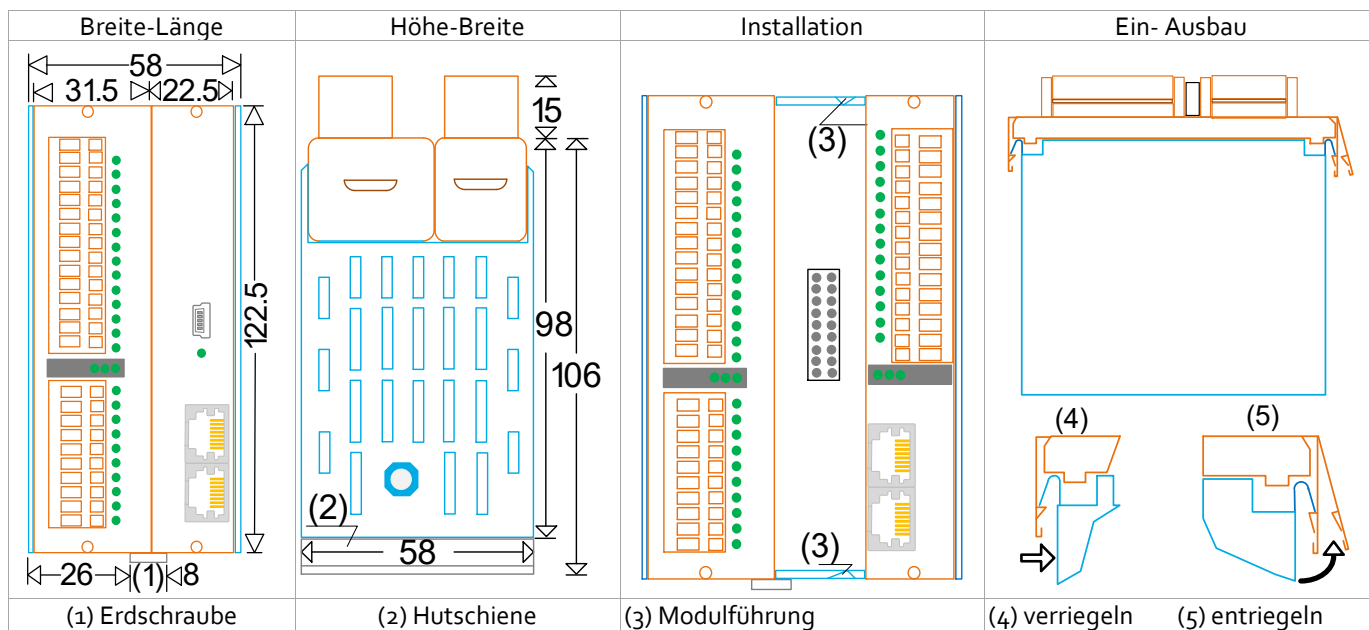 Breite-Länge
Höhe-Breite
Installation
Ein- Ausbau
58
31.5
22.5
122.5
26
(1)
8
15
98
106
(2)
58
(3)
(3)
(4)
(5)
(1) Erdschraube
(2) Hutschiene
(3) Modulführung
(4) verriegeln
(5) entriegeln